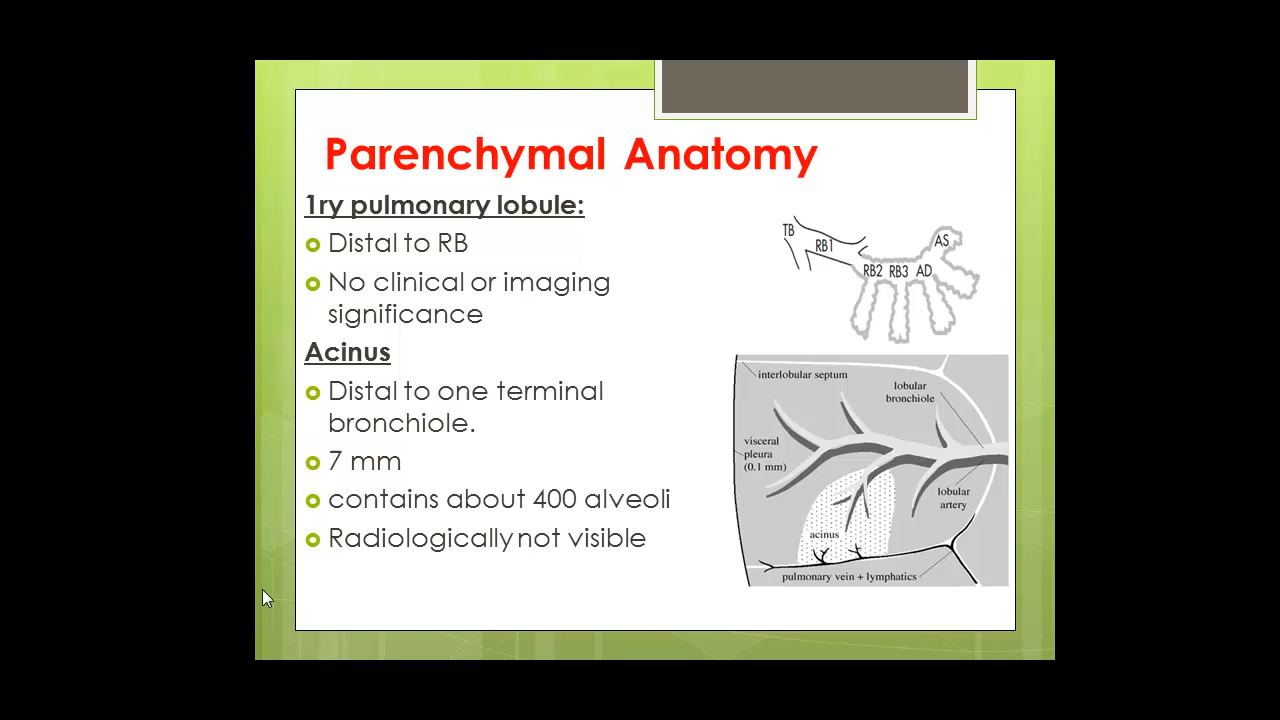 Parenchymal Anatomy
1ry pulmonary lobule:
Distal to RB
No clinical or imaging
significance
Acinus
Distal to one terminal
bronchiole.
7 mm
contains about 400 alveoli
Radiologically not visible
TB
RB1
RB2 RB3 AD
AS
interlobular septum
lobular
bronchiole
visceral
pleura
(0.1 mm)
lobular
artery
acinus
pulmonary vein + lymphatics